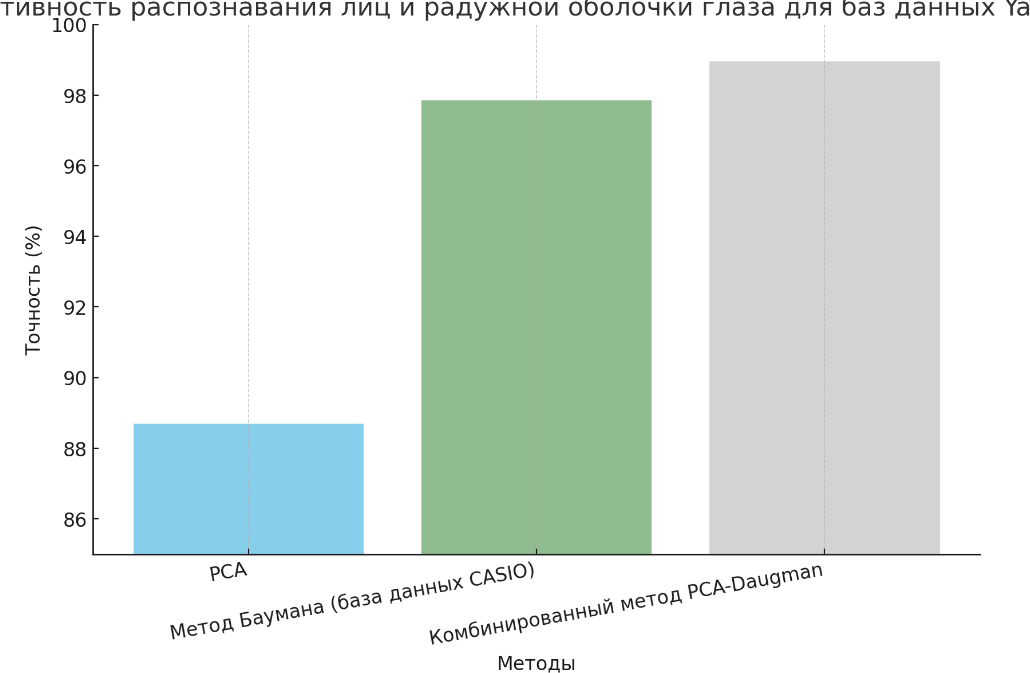 тивность распознавания лиц и радужной оболочки глаза для баз данных Ya
100
98
96
94
92
90
88
86
Точность (%)
PCA
Метод Баумана (база данных CASIO)
Комбинированный метод PCA-Daugman
Методы